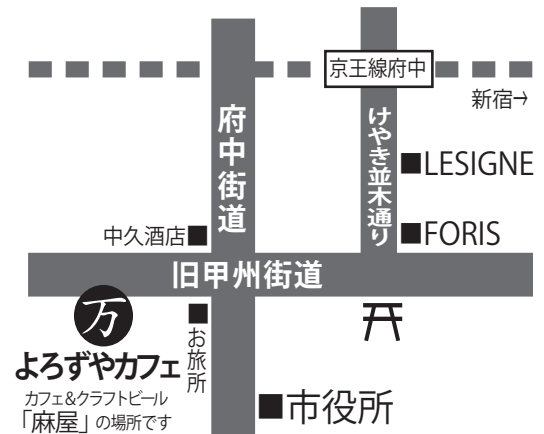 京王線府中
新宿→
府中街道
けやき並木通り
■LESIGNE
■FORIS
中久酒店■
旧甲州街道
万
■お旅所
よろずやカフェ
カフェ&クラフトビール
「麻屋」の場所です
■市役所